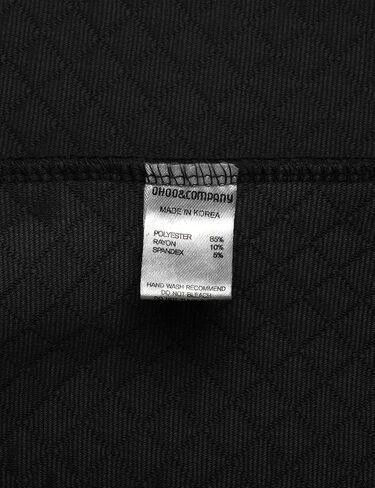 OHOO&COMPANY
MADE IN KOREA
POLYESTER 85%
RAYON 10%
SPANDEX 5%
HAND WASH RECOMMEND
DO NOT BLEACH